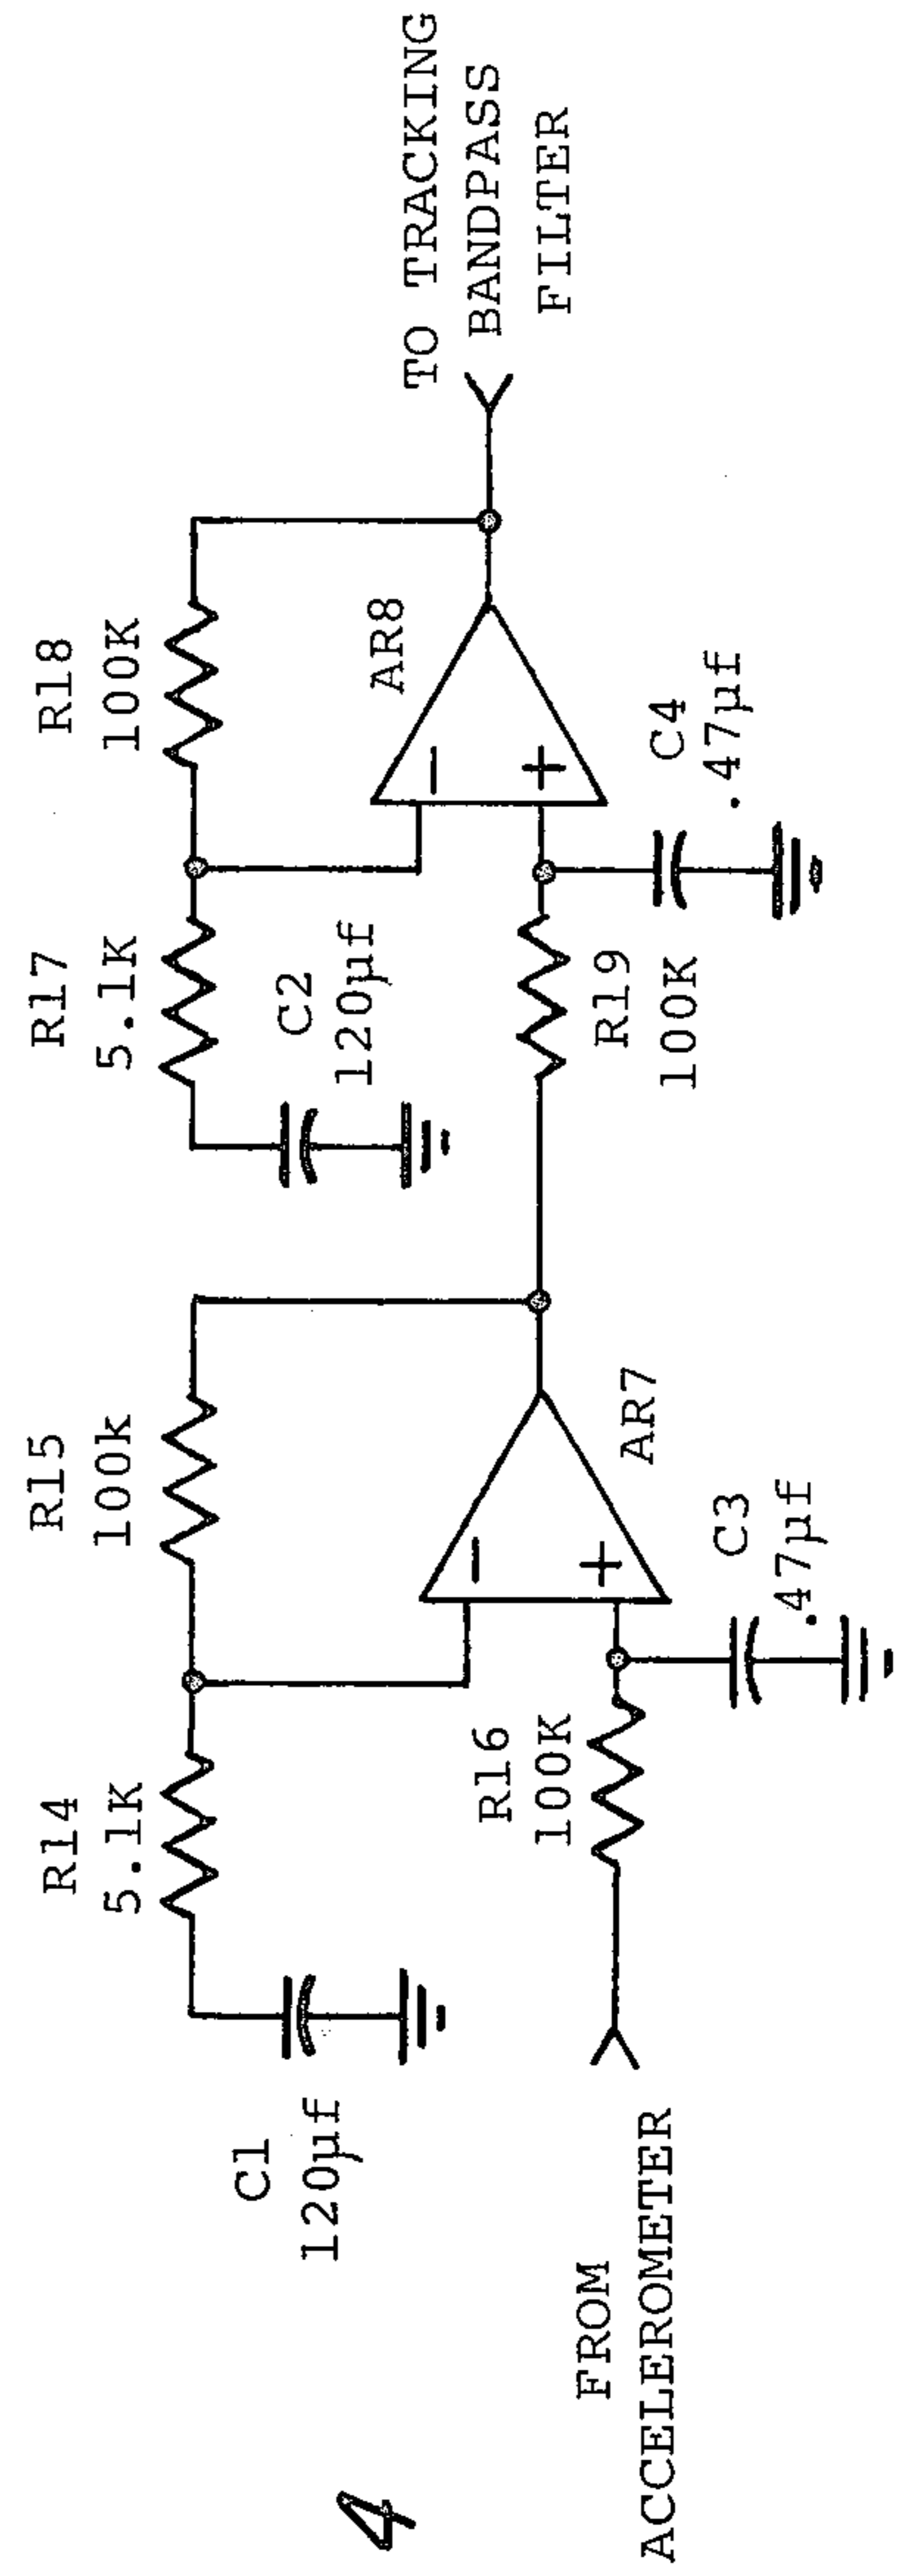 R14
5.1K
R15
100k
R17
5.1K
R18
100K
C1
120µf
C2
120µf
AR7
AR8
−
+
−
+
R16
100K
R19
100K
C3
.47µf
C4
.47µf
FROM
ACCELEROMETER
TO TRACKING
BANDPASS
FILTER
4